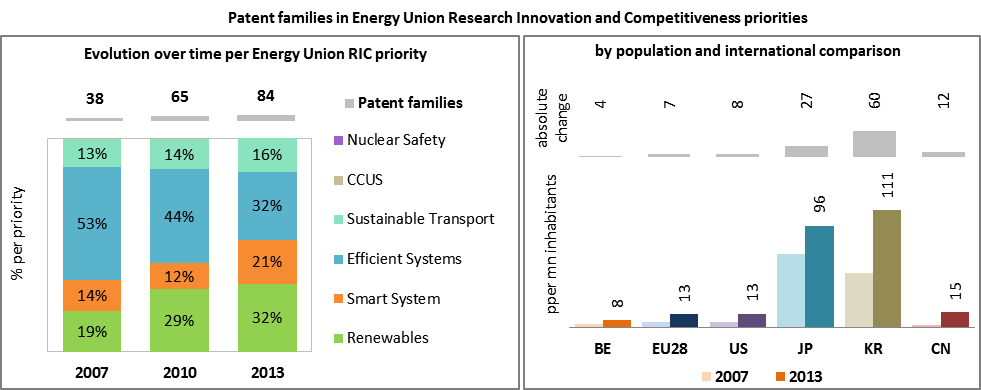 Patent families in Energy Union Research Innovation and Competitiveness priorities
Evolution over time per Energy Union RIC priority
38 65 84
Patent families
Nuclear Safety
CCUS
Sustainable Transport
Efficient Systems
Smart System
Renewables
% per priority
13% 14% 16%
53% 44% 32%
14% 12% 21%
19% 29% 32%
2007 2010 2013
by population and international comparison
absolute
change
4 7 8 27 60 12
pper mn inhabitants
8 13 13 96 111 15
BE EU28 US JP KR CN
2007 2013